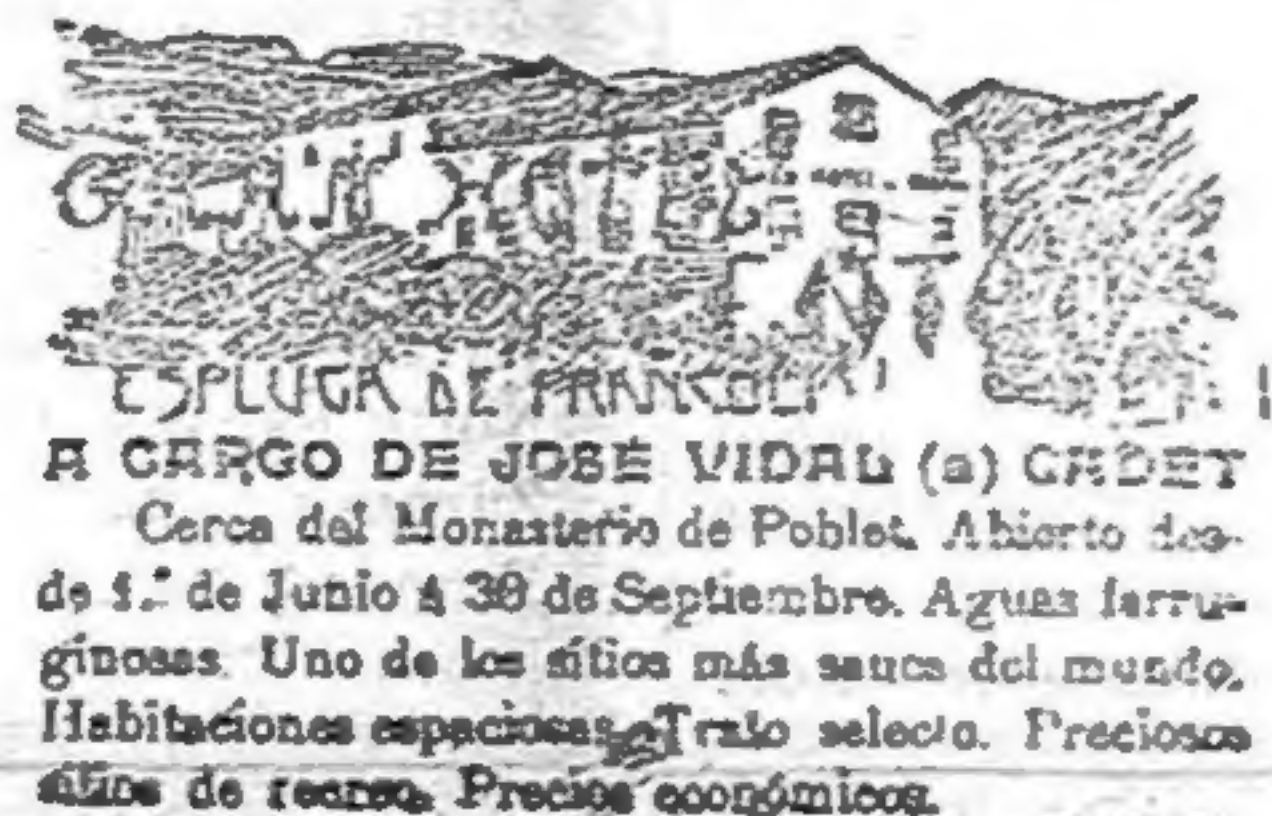 ESPLUGA DE FRANCOLÍ
A CARGO DE JOSÉ VIDAL (a) CADET
Cerca del Monasterio de Poblet. Abierto des-
de 1.º de Junio á 30 de Septiembre. Aguas ferru-
ginosas. Uno de los sitios más sanos del mundo.
Habitaciones espaciosas. Trato selecto. Preciosos
sitios de recreo. Precios económicos.